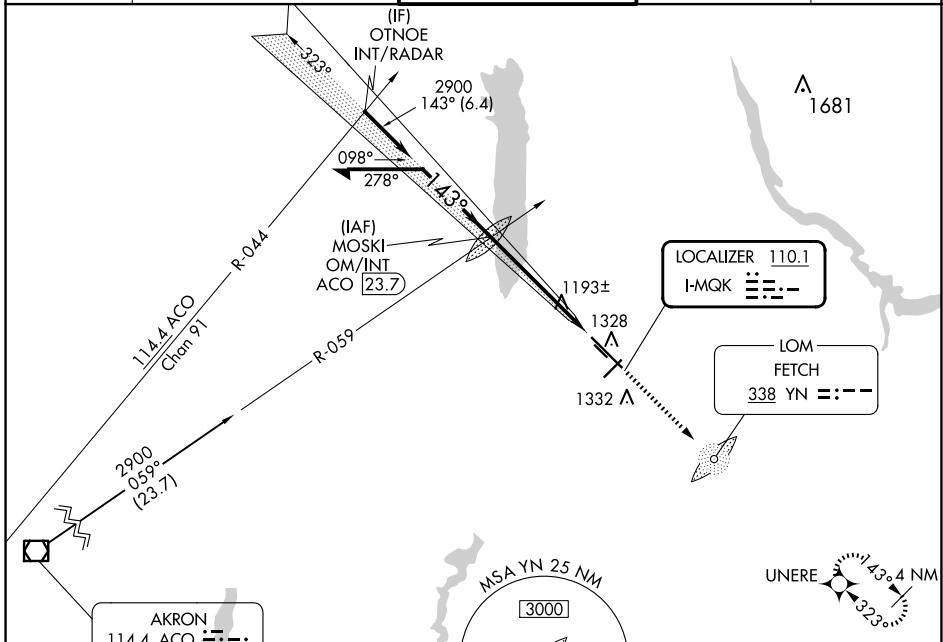 (IF)
OTNOE
INT/RADAR
323°
2900
143° (6.4)
1681
098°
278°
143°
(IAF)
MOSKI
OM/INT
ACO 23.7
R-044
LOCALIZER 110.1
I-MQK
1193±
1328
114.4 ACO
Chan 91
R-059
LOM
FETCH
338 YN
1332
2900
059°
(23.7)
MSA YN 25 NM
3000
UNERE
143°
4 NM
323°
AKRON
114.4 ACO